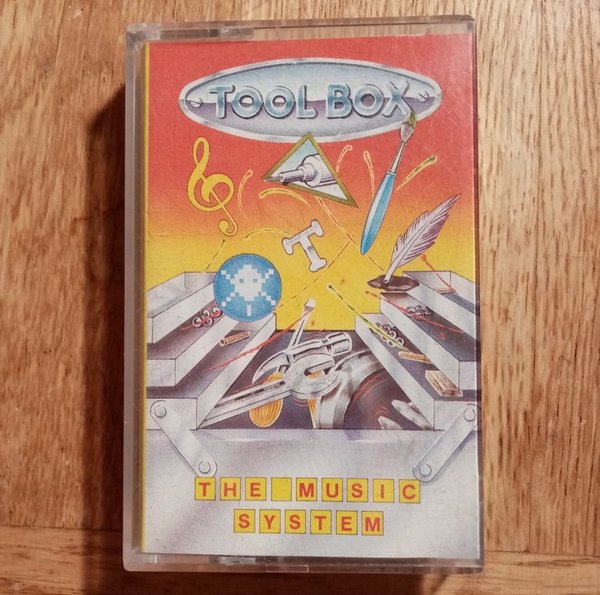 TOOL BOX
T
THE MUSIC
SYSTEM